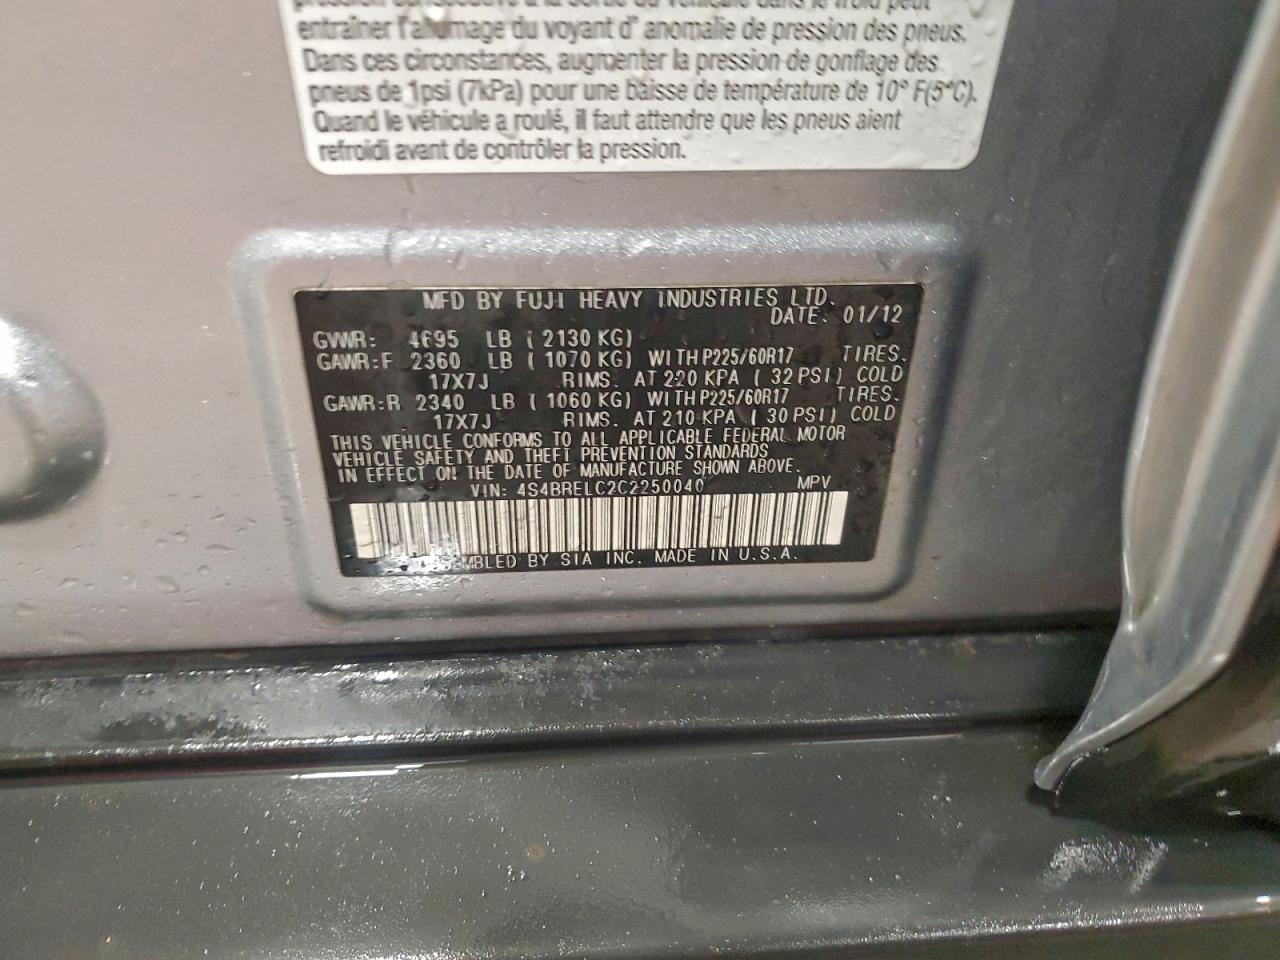 entraîner l'allumage du voyant d' anomalie de pression des pneus.
Dans ces circonstances, augmenter la pression de gonflage des
pneus de 1psi (7kPa) pour une baisse de température de 10° F(5°C).
Quand le véhicule a roulé, il faut attendre que les pneus aient
refroidi avant de contrôler la pression.
MFD BY FUJI HEAVY INDUSTRIES LTD.
DATE: 01/12
GVWR: 4695 LB ( 2130 KG)
GAWR:F 2360 LB ( 1070 KG) WITH P225/60R17 TIRES.
17X7J RIMS. AT 220 KPA ( 32 PSI) COLD
GAWR:R 2340 LB ( 1060 KG) WITH P225/60R17 TIRES.
17X7J RIMS. AT 210 KPA ( 30 PSI) COLD
THIS VEHICLE CONFORMS TO ALL APPLICABLE FEDERAL MOTOR
VEHICLE SAFETY AND THEFT PREVENTION STANDARDS
IN EFFECT ON THE DATE OF MANUFACTURE SHOWN ABOVE.
VIN: 4S4BRELC2C2250040 MPV
ASSEMBLED BY SIA INC. MADE IN U.S.A.